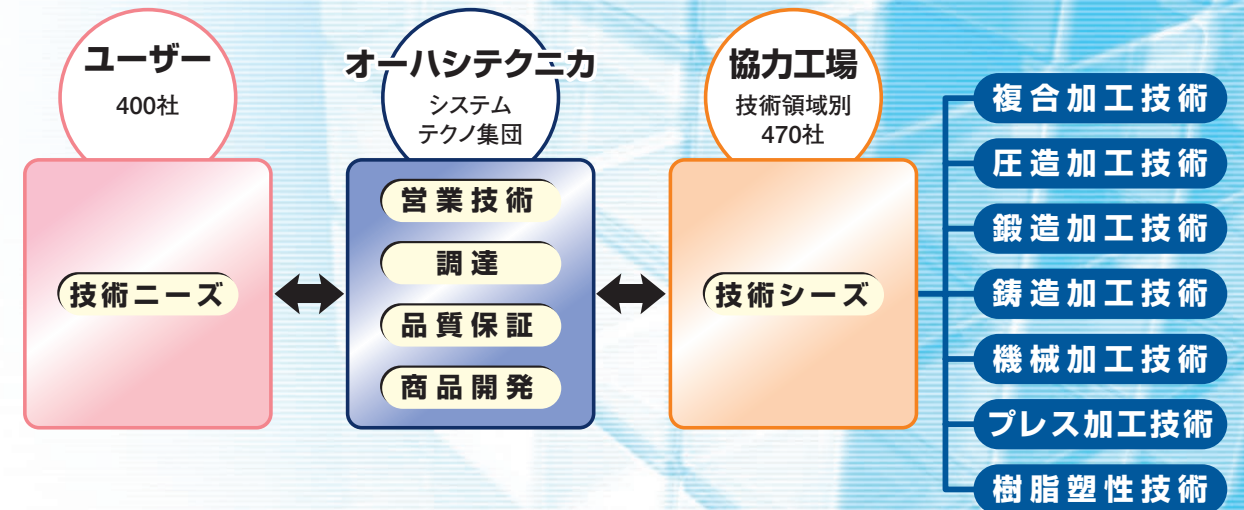 ユーザー
400社
技術ニーズ
オーハシテクニカ
システム
テクノ集団
営業技術
調達
品質保証
商品開発
協力工場
技術領域別
470社
技術シーズ
複合加工技術
圧造加工技術
鍛造加工技術
鋳造加工技術
機械加工技術
プレス加工技術
樹脂塑性技術